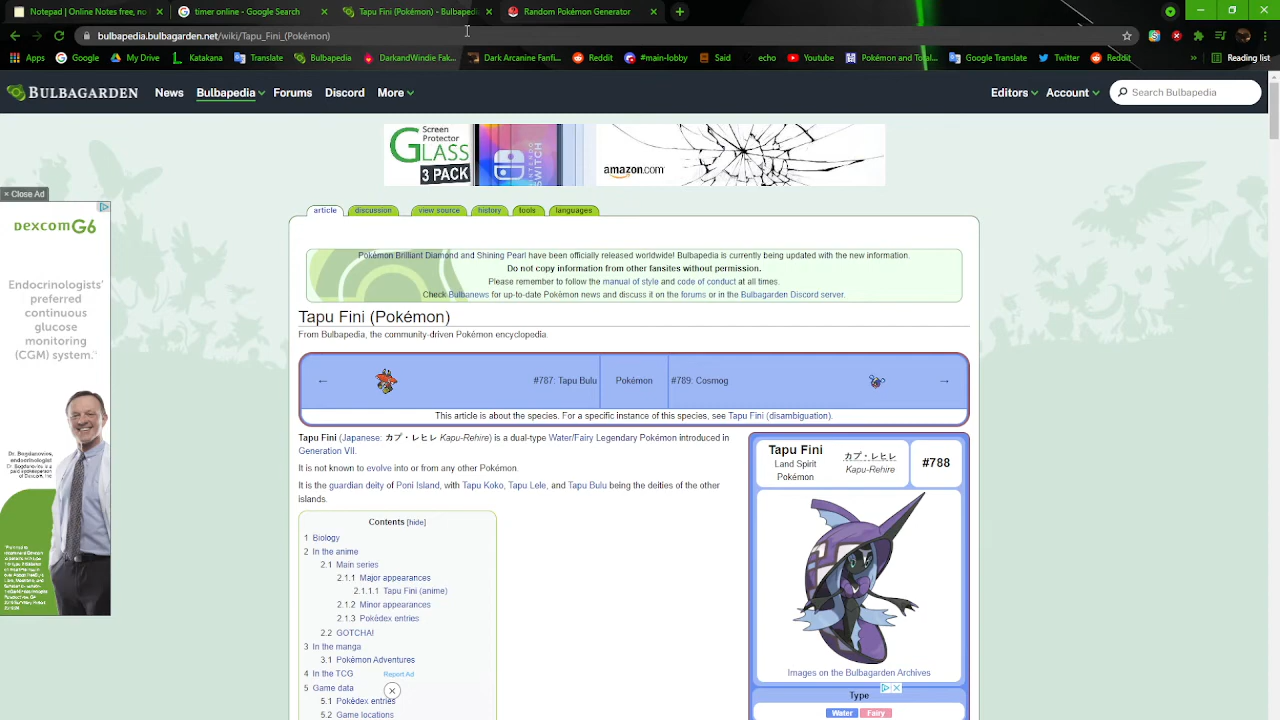 Notepad | Online Notes free, no
timer online - Google Search
Tapu Fini (Pokémon) - Bulbapedi
Random Pokémon Generator
bulbapedia.bulbagarden.net/wiki/Tapu_Fini_(Pokémon)
Apps Google My Drive Katakana Translate Bulbapedia DarkandWindie Fak... Dark Arcanine Fanfi... Reddit #main-lobby Said echo Youtube Pokémon and Total... Google Translate Twitter Reddit » Reading list
BULBAGARDEN News Bulbapedia Forums Discord More Editors Account Search Bulbapedia
Screen
Protector
GLASS
3 PACK
NINTENDO
SWITCH
amazon.com
× Close Ad
Dexcom G6
Endocrinologists'
preferred
continuous
glucose
monitoring
(CGM) system.
Dr. Bogdanovics,
endocrinologist
article discussion view source history tools languages
Pokémon Brilliant Diamond and Shining Pearl have been officially released worldwide! Bulbapedia is currently being updated with the new information.
Do not copy information from other fansites without permission.
Please remember to follow the manual of style and code of conduct at all times.
Check Bulbanews for up-to-date Pokémon news and discuss it on the forums or in the Bulbagarden Discord server.
Tapu Fini (Pokémon)
From Bulbapedia, the community-driven Pokémon encyclopedia.
← #787: Tapu Bulu Pokémon #789: Cosmog →
This article is about the species. For a specific instance of this species, see Tapu Fini (disambiguation).
Tapu Fini (Japanese: カプ・レヒレ Kapu-Rehire) is a dual-type Water/Fairy Legendary Pokémon introduced in
Generation VII.
It is not known to evolve into or from any other Pokémon.
It is the guardian deity of Poni Island, with Tapu Koko, Tapu Lele, and Tapu Bulu being the deities of the other
islands.
Contents [hide]
1 Biology
2 In the anime
2.1 Main series
2.1.1 Major appearances
2.1.1.1 Tapu Fini (anime)
2.1.2 Minor appearances
2.1.3 Pokédex entries
2.2 GOTCHA!
3 In the manga
3.1 Pokémon Adventures
4 In the TCG
Report Ad
5 Game data
5.1 Pokédex entries
5.2 Game locations
Tapu Fini
Land Spirit
Pokémon
カプ・レヒレ
Kapu-Rehire
#788
Images on the Bulbagarden Archives
Type
Water Fairy